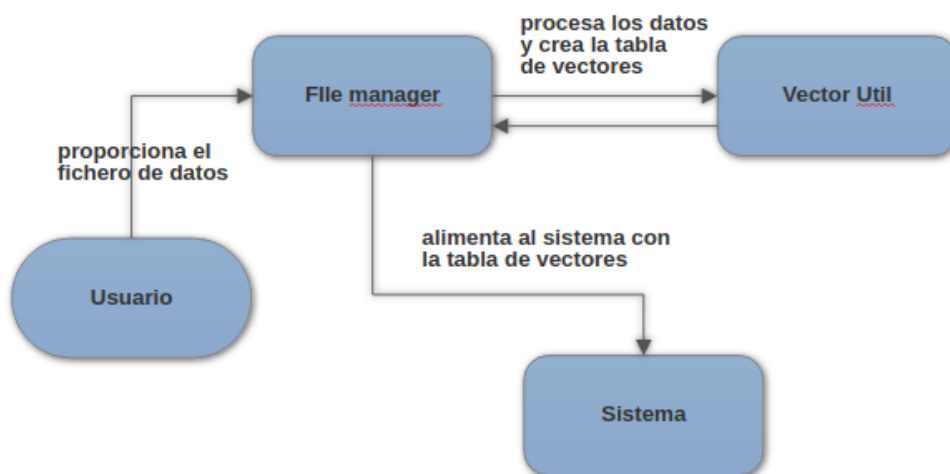 procesa los datos
y crea la tabla
de vectores
FIle manager
Vector Util
proporciona el
fichero de datos
alimenta al sistema con
la tabla de vectores
Usuario
Sistema